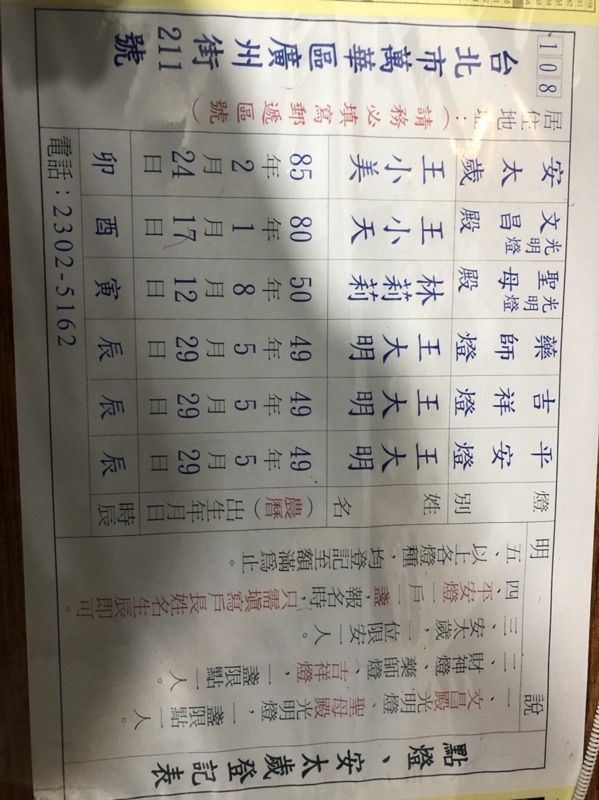 點燈、安太歲登記表
說明
一、文昌殿光明燈、聖母殿光明燈，一盞限點一人。
二、財神燈、藥師燈、吉祥燈，一盞限點一人。
三、安太歲，一位限安一人。
四、平安燈一戶一盞，報名時，只需填寫戶長姓名生辰即可。
五、以上各燈種，均登記至滿額為止
燈別 姓名 出生年月日（農曆） 時辰
平安燈 王大明 49年5月29日 辰
吉祥燈 王大明 49年5月29日 辰
藥師燈 王大明 49年5月29日 辰
聖母殿光明燈 林莉莉 50年8月12日 寅
文昌殿光明燈 王小天 80年1月17日 酉
安太歲 王小美 85年2月24日 卯
居住地址：（請務必填寫郵遞區號）
108
台北市萬華區廣州街211號
電話：2302-5162